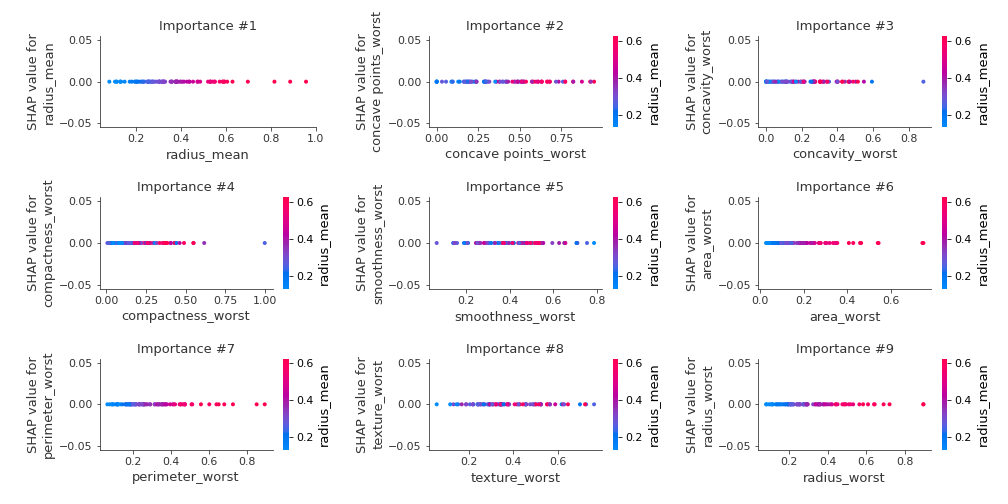 Importance #1
0.05
0.00
−0.05
SHAP value for
radius_mean
0.2
0.4
0.6
0.8
1.0
radius_mean
Importance #2
0.05
0.00
−0.05
SHAP value for
concave points_worst
0.00
0.25
0.50
0.75
concave points_worst
0.6
0.4
0.2
radius_mean
Importance #3
0.05
0.00
−0.05
SHAP value for
concavity_worst
0.0
0.2
0.4
0.6
0.8
concavity_worst
0.6
0.4
0.2
radius_mean
Importance #4
0.05
0.00
−0.05
SHAP value for
compactness_worst
0.00
0.25
0.50
0.75
1.00
compactness_worst
0.6
0.4
0.2
radius_mean
Importance #5
0.05
0.00
−0.05
SHAP value for
smoothness_worst
0.2
0.4
0.6
0.8
smoothness_worst
0.6
0.4
0.2
radius_mean
Importance #6
0.05
0.00
−0.05
SHAP value for
area_worst
0.0
0.2
0.4
0.6
area_worst
0.6
0.4
0.2
radius_mean
Importance #7
0.05
0.00
−0.05
SHAP value for
perimeter_worst
0.2
0.4
0.6
0.8
perimeter_worst
0.6
0.4
0.2
radius_mean
Importance #8
0.05
0.00
−0.05
SHAP value for
texture_worst
0.2
0.4
0.6
texture_worst
0.6
0.4
0.2
radius_mean
Importance #9
0.05
0.00
−0.05
SHAP value for
radius_worst
0.2
0.4
0.6
0.8
radius_worst
0.6
0.4
0.2
radius_mean